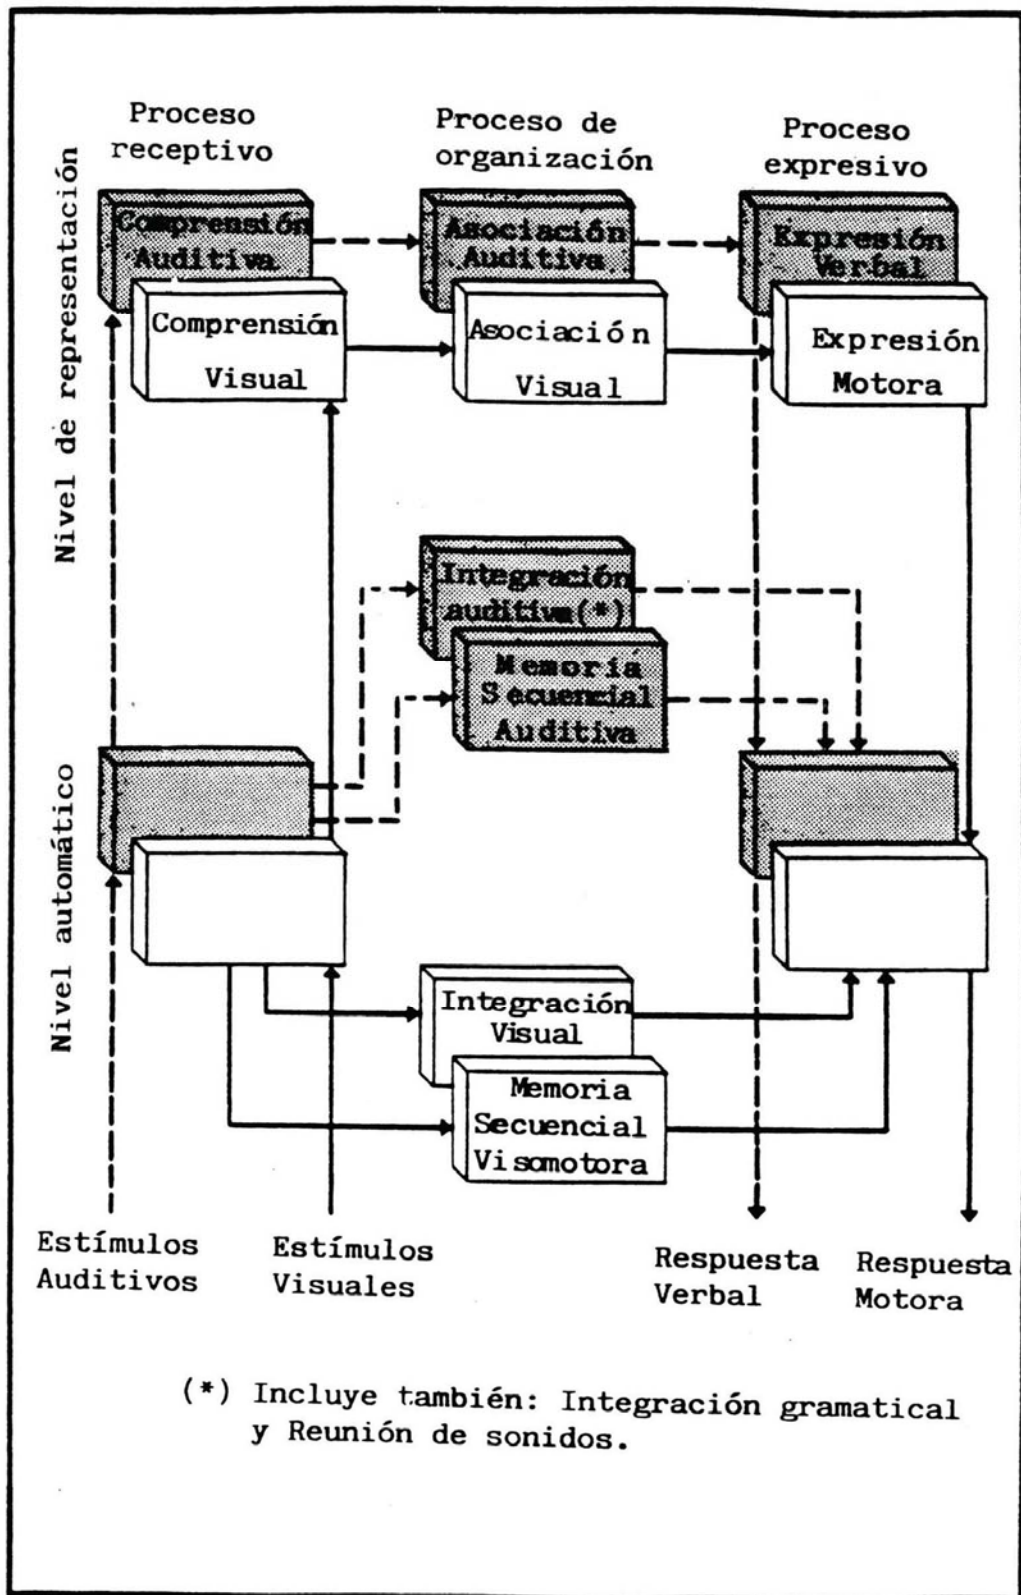 Proceso
receptivo
Proceso de
organización
Proceso
expresivo
Nivel de representación
Comprensión
Auditiva
Asociación
Auditiva
Expresión
Verbal
Comprensión
Visual
Asociación
Visual
Expresión
Motora
Integración
auditiva(*)
Memoria
Secuencial
Auditiva
Nivel automático
Integración
Visual
Memoria
Secuencial
Visomotora
Estímulos
Auditivos
Estímulos
Visuales
Respuesta
Verbal
Respuesta
Motora
(*) Incluye también: Integración gramatical
y Reunión de sonidos.